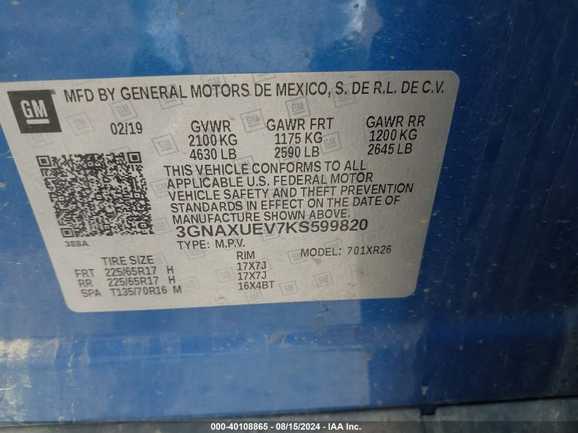 GM
MFD BY GENERAL MOTORS DE MEXICO, S. DE R.L. DE C.V.
02/19 GVWR GAWR FRT GAWR RR
2100 KG 1175 KG 1200 KG
4630 LB 2590 LB 2645 LB
THIS VEHICLE CONFORMS TO ALL
APPLICABLE U.S. FEDERAL MOTOR
VEHICLE SAFETY AND THEFT PREVENTION
STANDARDS IN EFFECT ON THE DATE OF
MANUFACTURE SHOWN ABOVE.
3GNAXUEV7KS599820
388A
TYPE: M.P.V. MODEL: 701XR26
TIRE SIZE RIM
FRT 225/65R17 H 17X7J
RR 225/65R17 H 17X7J
SPA T135/70R16 M 16X4BT
000-40108865 - 08/15/2024 - IAA Inc.